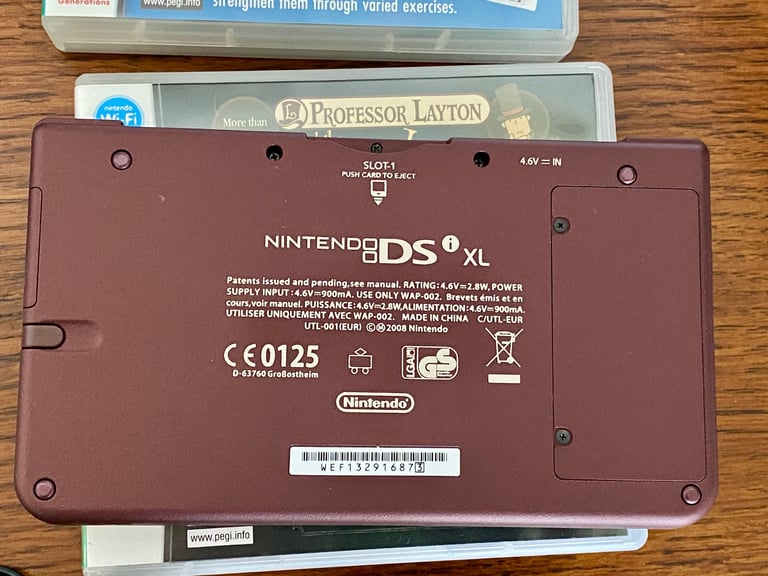 Generations
www.pegi.info
strengthen them through varied exercises.
nintendo
Wi-Fi
More than
PROFESSOR LAYTON
SLOT-1
PUSH CARD TO EJECT
4.6V⎓IN
NINTENDO DSi XL
Patents issued and pending,see manual. RATING:4.6V⎓2.8W, POWER
SUPPLY INPUT:4.6V⎓900mA. USE ONLY WAP-002. Brevets émis et en
cours,voir manuel. PUISSANCE:4.6V⎓2.8W,ALIMENTATION:4.6V⎓900mA.
UTILISER UNIQUEMENT AVEC WAP-002. MADE IN CHINA C/UTL-EUR
UTL-001(EUR) ©Ⓜ2008 Nintendo
CE0125
D-63760 Großostheim
LGAI
GS
Nintendo
WEF132916873
www.pegi.info